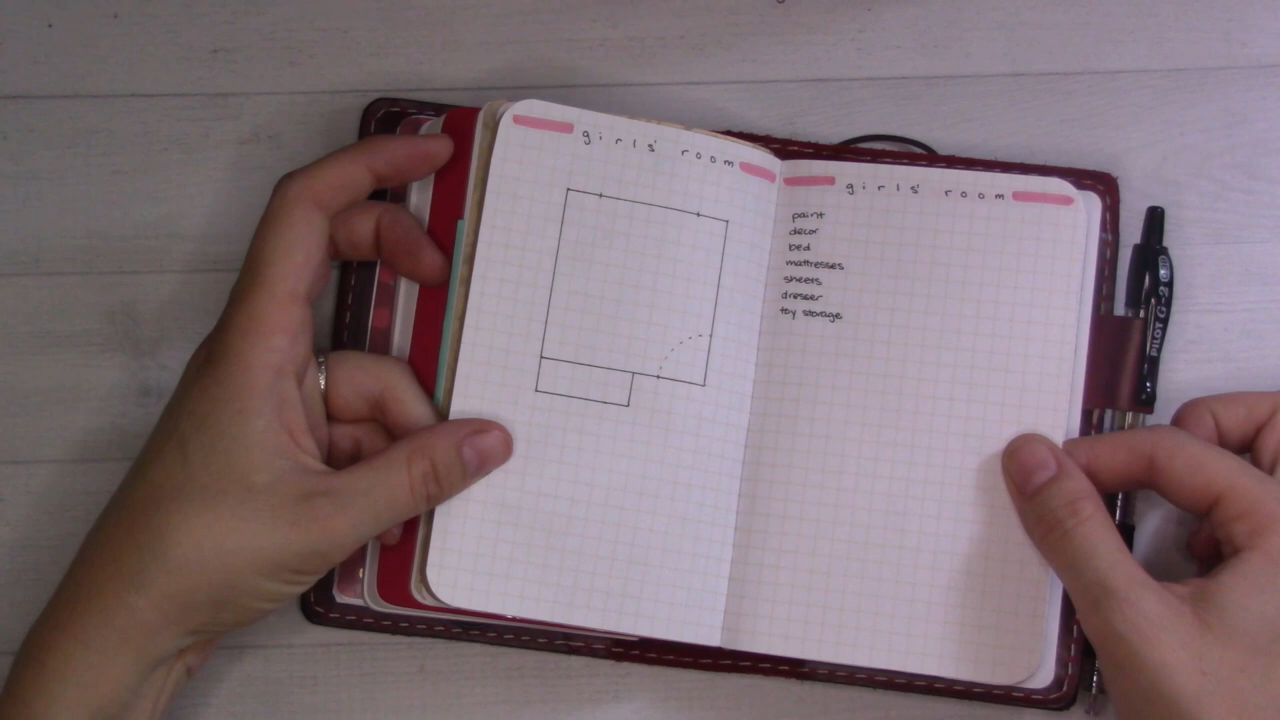 girls' room
girls' room
paint
decor
bed
mattresses
sheets
dresser
toy storage
PILOT G-2